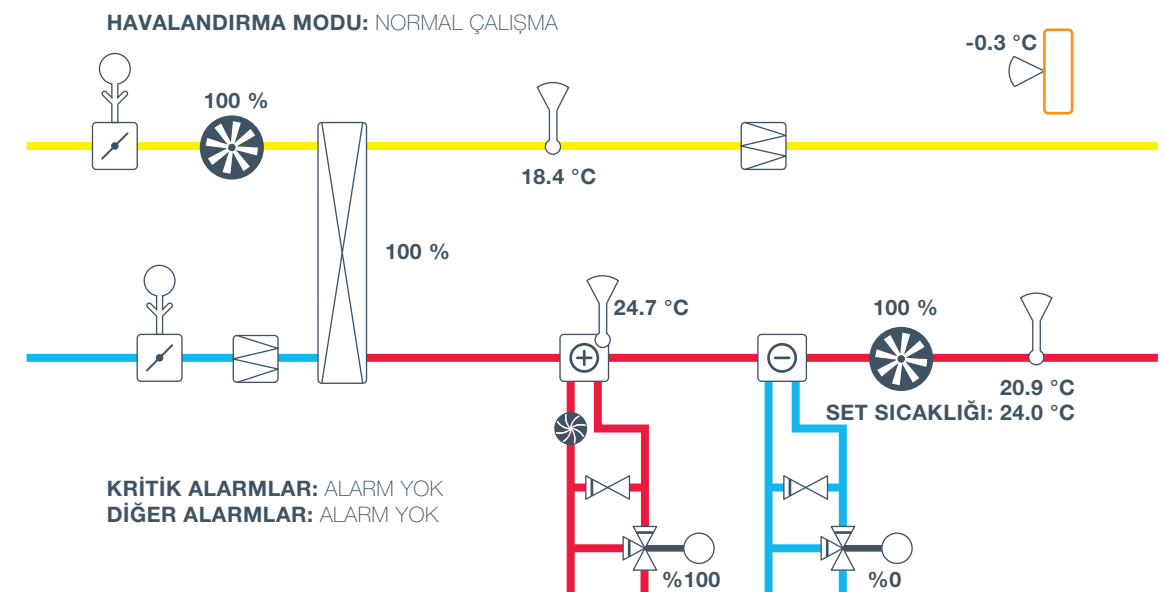 HAVALANDIRMA MODU: NORMAL ÇALIŞMA
-0.3 °C
100 %
18.4 °C
100 %
24.7 °C
100 %
20.9 °C
SET SICAKLIĞI: 24.0 °C
KRİTİK ALARMLAR: ALARM YOK
DİĞER ALARMLAR: ALARM YOK
%100
%0